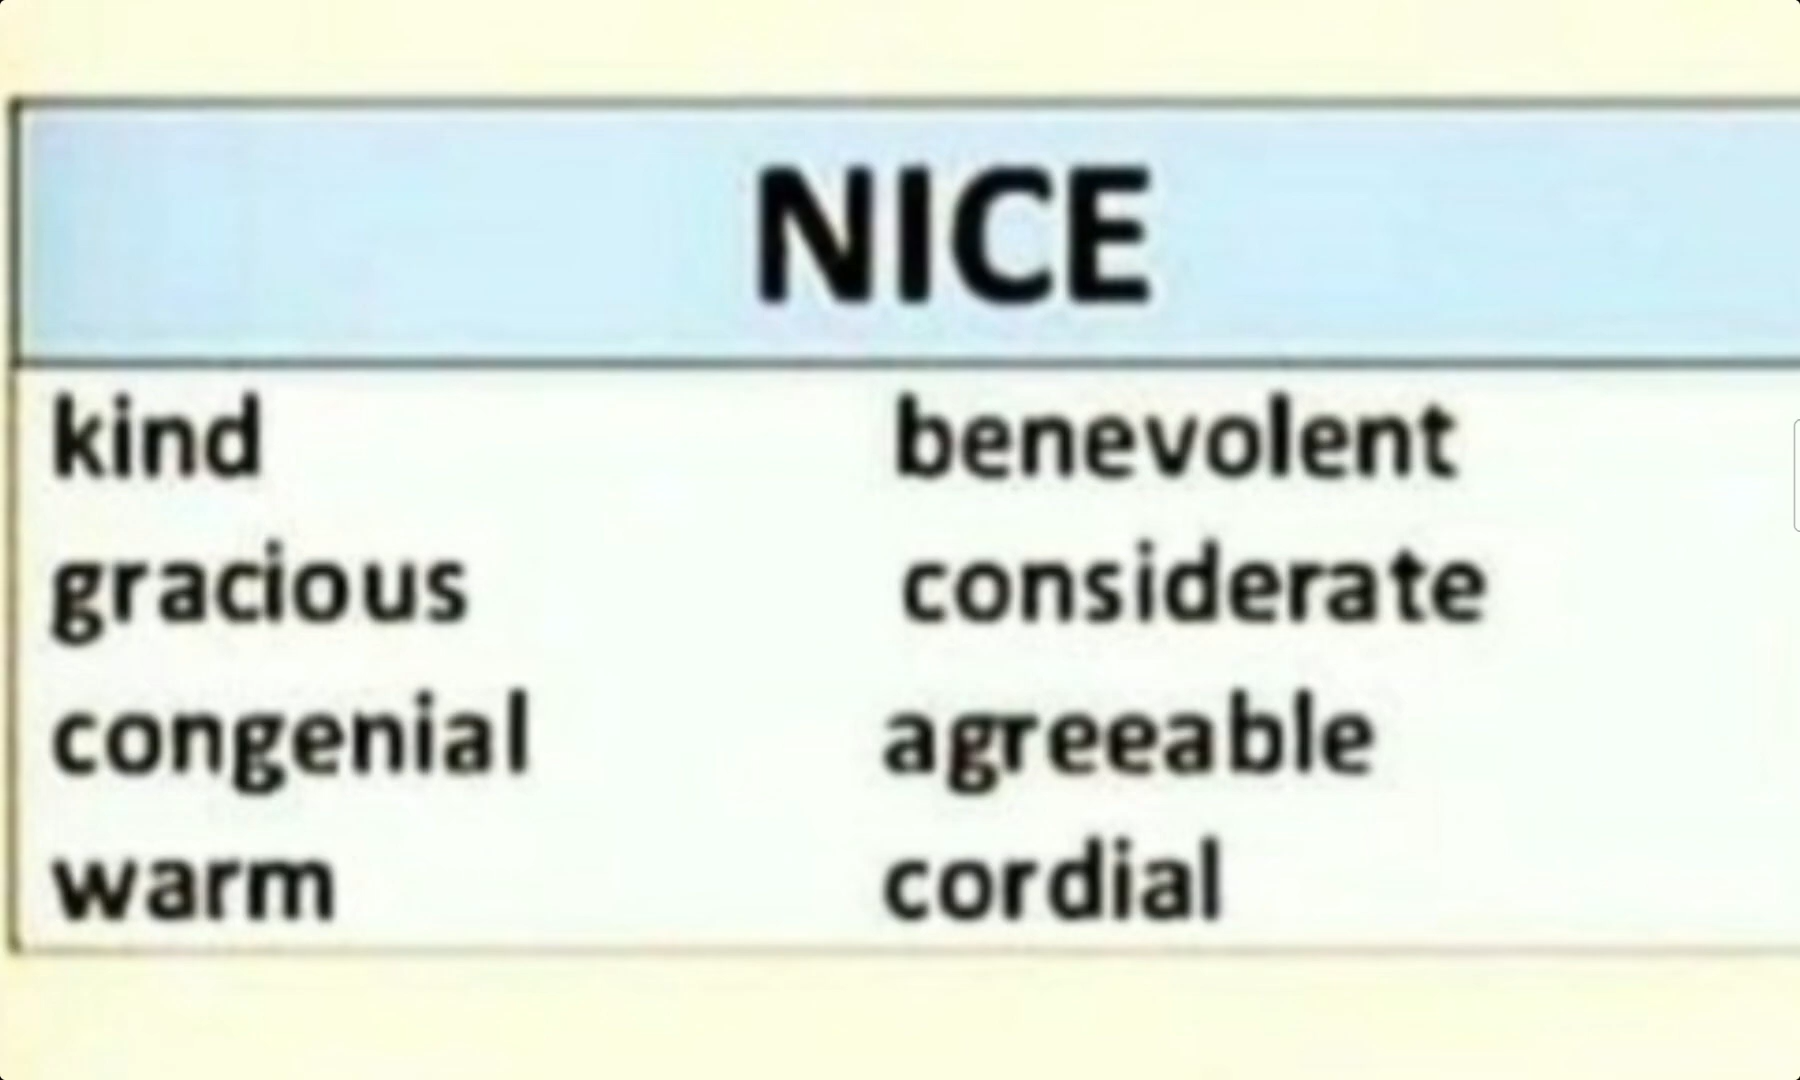 NICE
kind benevolent
gracious considerate
congenial agreeable
warm cordial